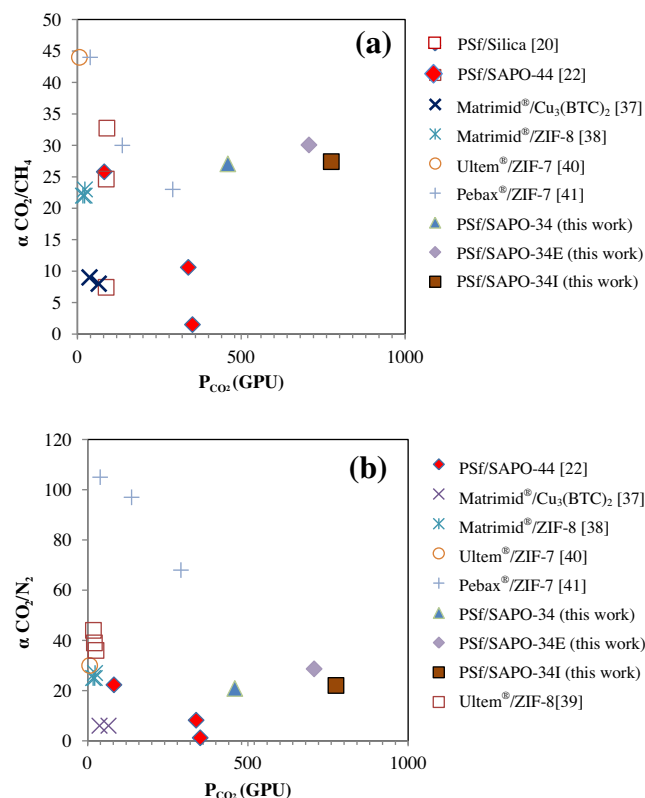 (a)
α CO₂/CH₄
45
40
35
30
25
20
15
10
5
0
0
500
1000
P_CO₂ (GPU)
PSf/Silica [20]
PSf/SAPO-44 [22]
Matrimid®/Cu₃(BTC)₂ [37]
Matrimid®/ZIF-8 [38]
Ultem®/ZIF-7 [40]
Pebax®/ZIF-7 [41]
PSf/SAPO-34 (this work)
PSf/SAPO-34E (this work)
PSf/SAPO-34I (this work)
(b)
α CO₂/N₂
120
100
80
60
40
20
0
0
500
1000
P_CO₂ (GPU)
PSf/SAPO-44 [22]
Matrimid®/Cu₃(BTC)₂ [37]
Matrimid®/ZIF-8 [38]
Ultem®/ZIF-7 [40]
Pebax®/ZIF-7 [41]
PSf/SAPO-34 (this work)
PSf/SAPO-34E (this work)
PSf/SAPO-34I (this work)
Ultem®/ZIF-8[39]